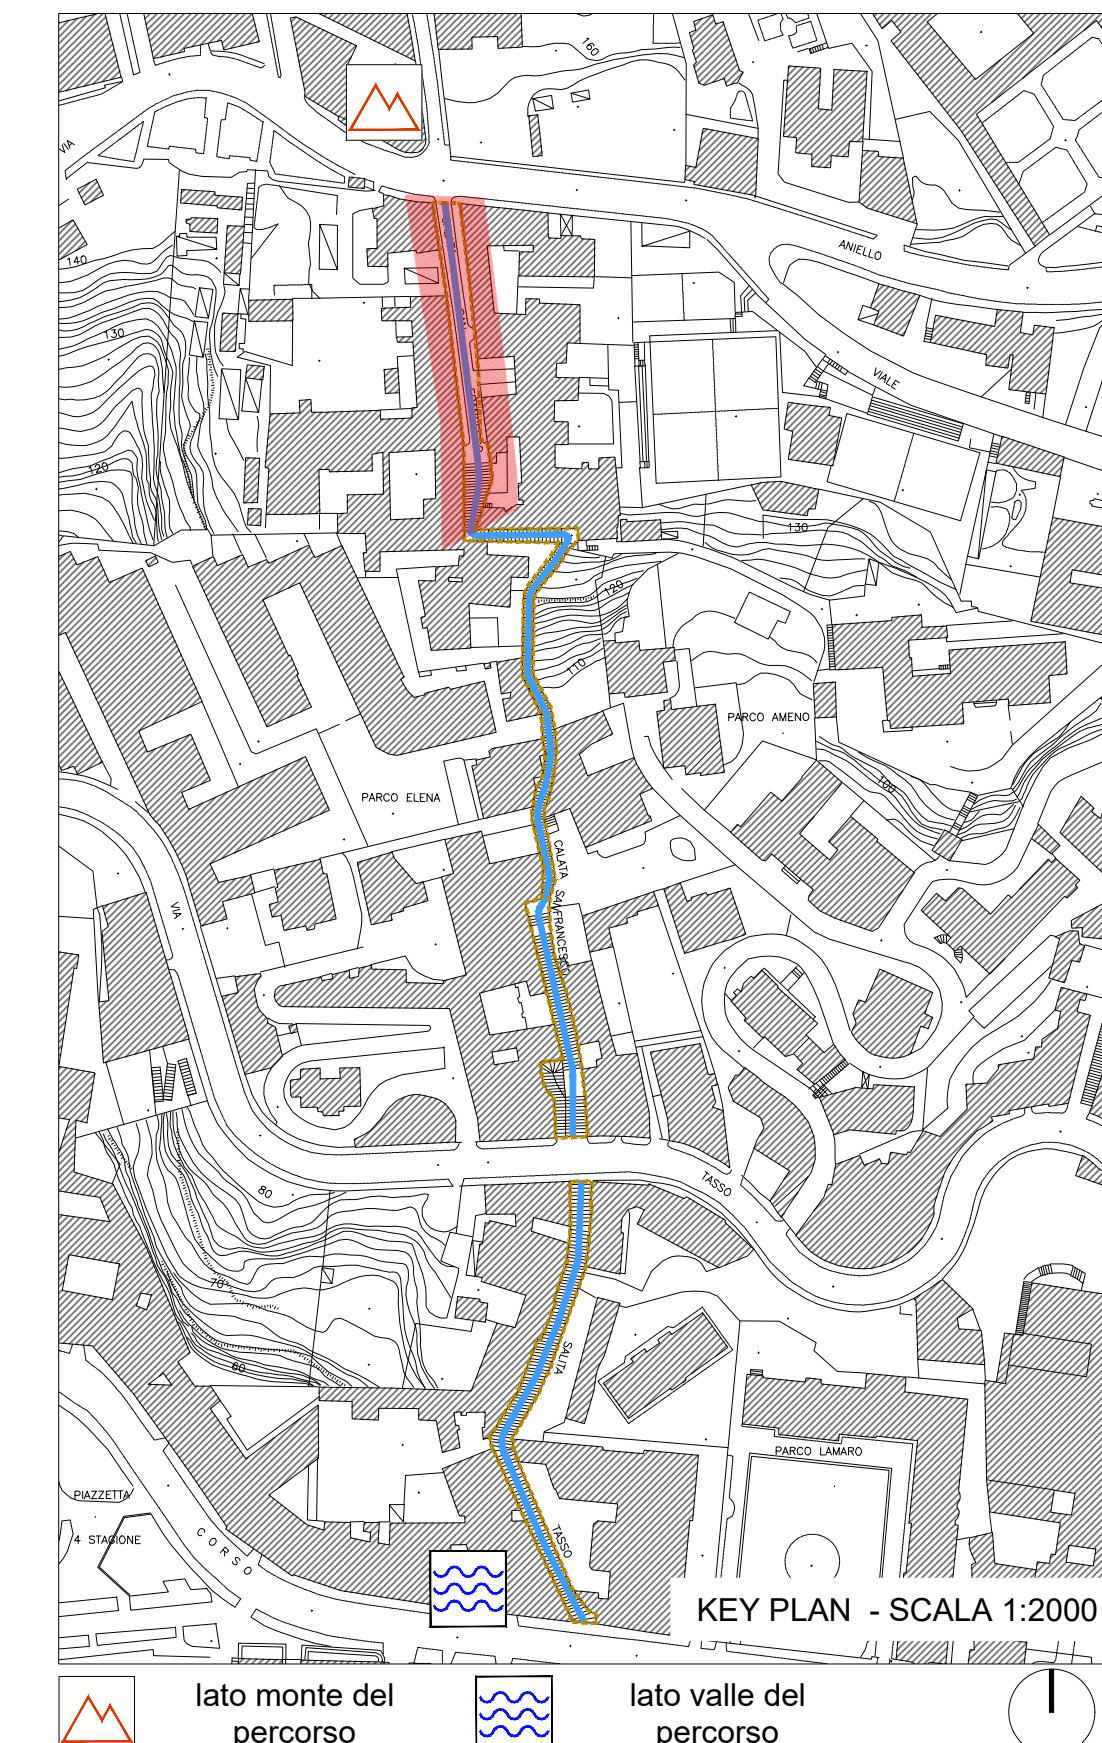 160
VIA
ANIELLO
140
130
VIALE
120
130
120
110
PARCO AMENO
100
PARCO ELENA
CALATA SAN FRANCESCO
VIA
TASSO
80
70
60
SALITA
TASSO
PARCO LAMARO
PIAZZETTA
4 STAGIONE
CORSO
KEY PLAN - SCALA 1:2000
lato monte del
percorso
lato valle del
percorso